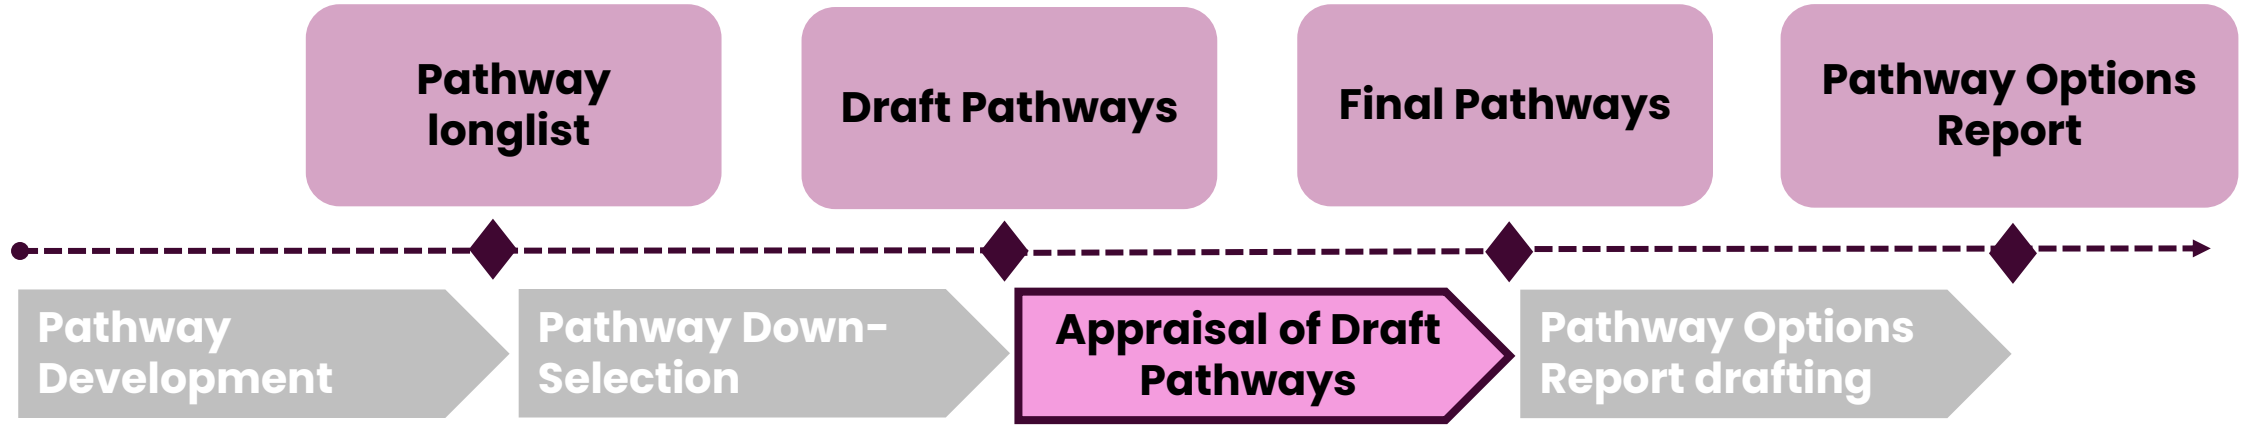 Pathway
longlist
Draft Pathways
Final Pathways
Pathway Options
Report
Pathway
Development
Pathway Down-
Selection
Appraisal of Draft
Pathways
Pathway Options
Report drafting